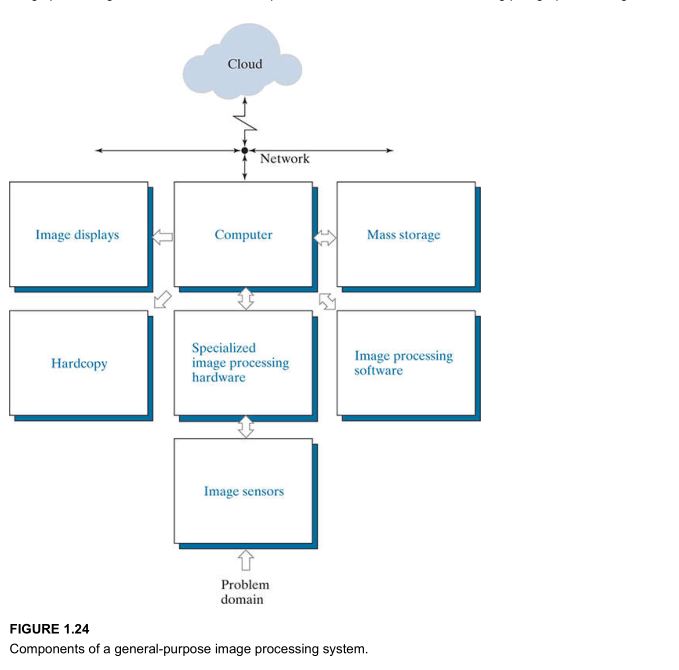 Cloud
Network
Image displays
Computer
Mass storage
Hardcopy
Specialized
image processing
hardware
Image processing
software
Image sensors
Problem
domain
FIGURE 1.24
Components of a general-purpose image processing system.